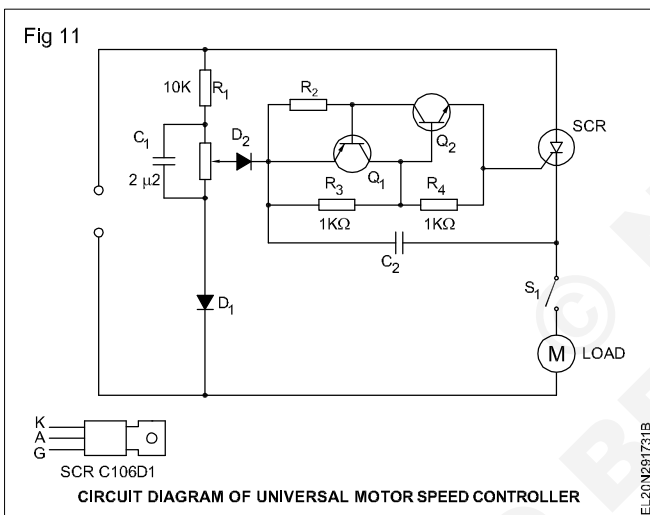 Fig 11
10K R1
C1
2 µ2
D2
R2
Q1
Q2
SCR
R3
1KΩ
R4
1KΩ
C2
D1
S1
M LOAD
K
A
G
SCR C106D1
CIRCUIT DIAGRAM OF UNIVERSAL MOTOR SPEED CONTROLLER
EL20N291731B
©